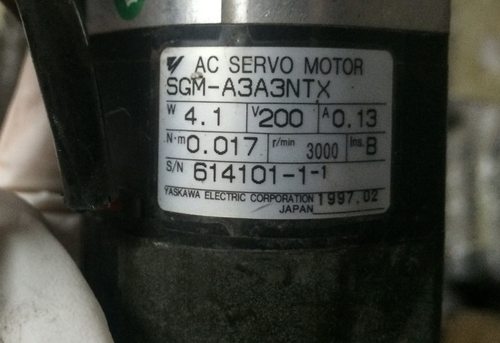 AC SERVO MOTOR
SGM-A3A3NTX
W 4.1 V 200 A 0.13
N·m 0.017 r/min 3000 Ins. B
S/N 614101-1-1
YASKAWA ELECTRIC CORPORATION 1997.02
JAPAN